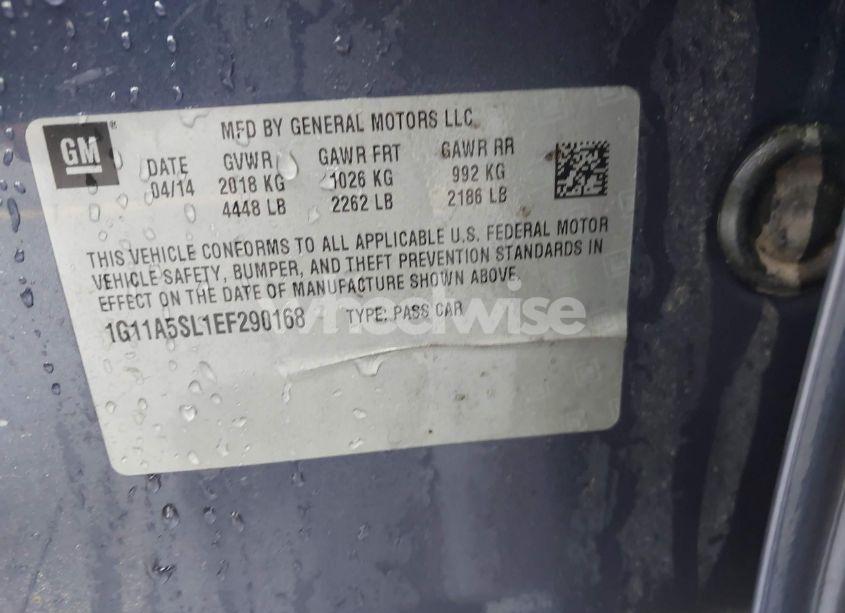 GM
MFD BY GENERAL MOTORS LLC
DATE GVWR GAWR FRT GAWR RR
04/14 2018 KG 1026 KG 992 KG
4448 LB 2262 LB 2186 LB
THIS VEHICLE CONFORMS TO ALL APPLICABLE U.S. FEDERAL MOTOR
VEHICLE SAFETY, BUMPER, AND THEFT PREVENTION STANDARDS IN
EFFECT ON THE DATE OF MANUFACTURE SHOWN ABOVE.
1G11A5SL1EF290168 TYPE: PASS CAR
wheelwise